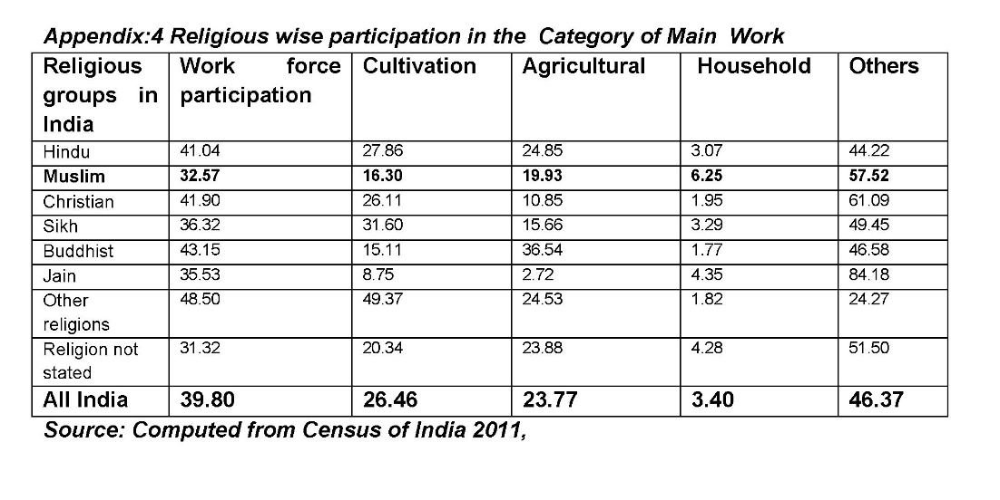 Appendix:4 Religious wise participation in the Category of Main Work
Religious groups in India Work force participation Cultivation Agricultural Household Others
Hindu 41.04 27.86 24.85 3.07 44.22
Muslim 32.57 16.30 19.93 6.25 57.52
Christian 41.90 26.11 10.85 1.95 61.09
Sikh 36.32 31.60 15.66 3.29 49.45
Buddhist 43.15 15.11 36.54 1.77 46.58
Jain 35.53 8.75 2.72 4.35 84.18
Other religions 48.50 49.37 24.53 1.82 24.27
Religion not stated 31.32 20.34 23.88 4.28 51.50
All India 39.80 26.46 23.77 3.40 46.37
Source: Computed from Census of India 2011,